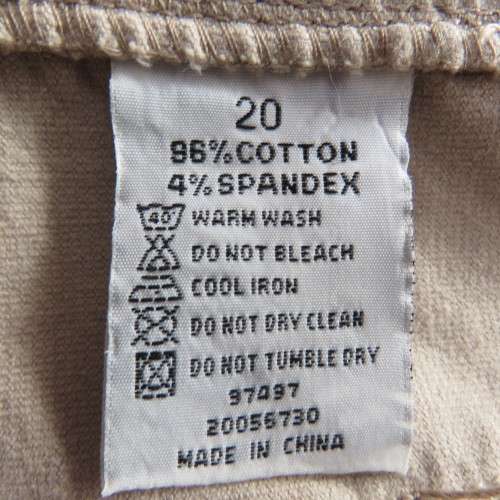 20
96%COTTON
4%SPANDEX
40 WARM WASH
DO NOT BLEACH
COOL IRON
DO NOT DRY CLEAN
DO NOT TUMBLE DRY
97497
20056730
MADE IN CHINA